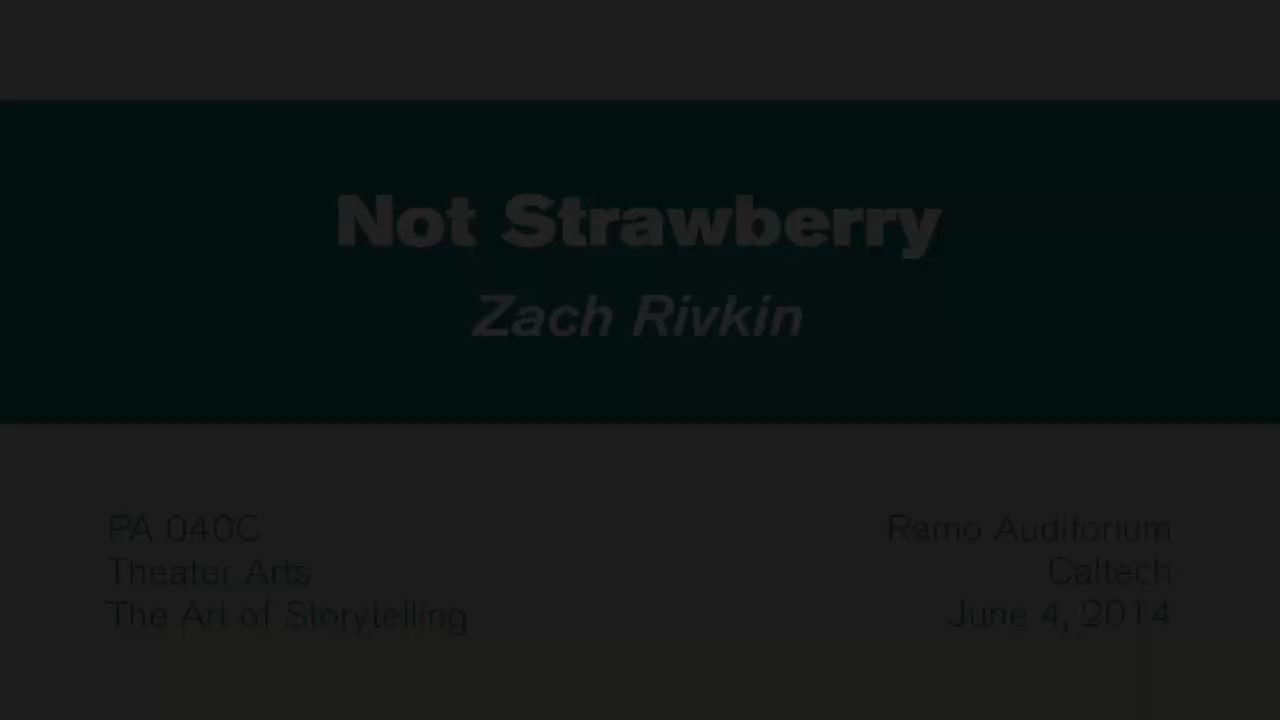 Not Strawberry
Zach Rivkin
PA 040C
Theater Arts
The Art of Storytelling
Ramo Auditorium
Caltech
June 4, 2014